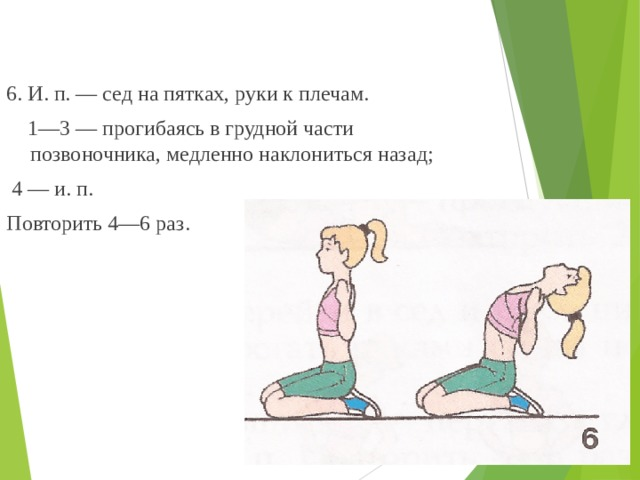 6. И. п. — сед на пятках, руки к плечам.
1—3 — прогибаясь в грудной части
позвоночника, медленно наклониться назад;
4 — и. п.
Повторить 4—6 раз.
6